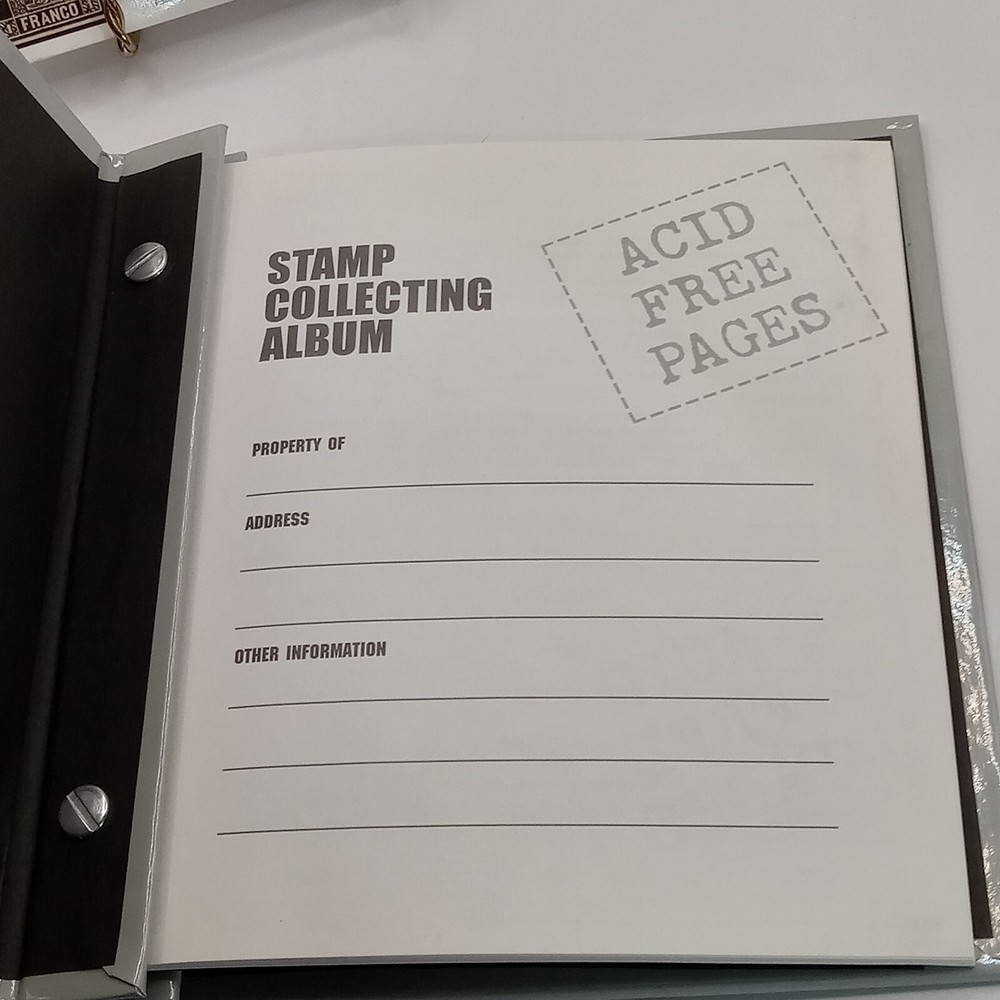 FRANCO
STAMP
COLLECTING
ALBUM
ACID
FREE
PAGES
PROPERTY OF
ADDRESS
OTHER INFORMATION